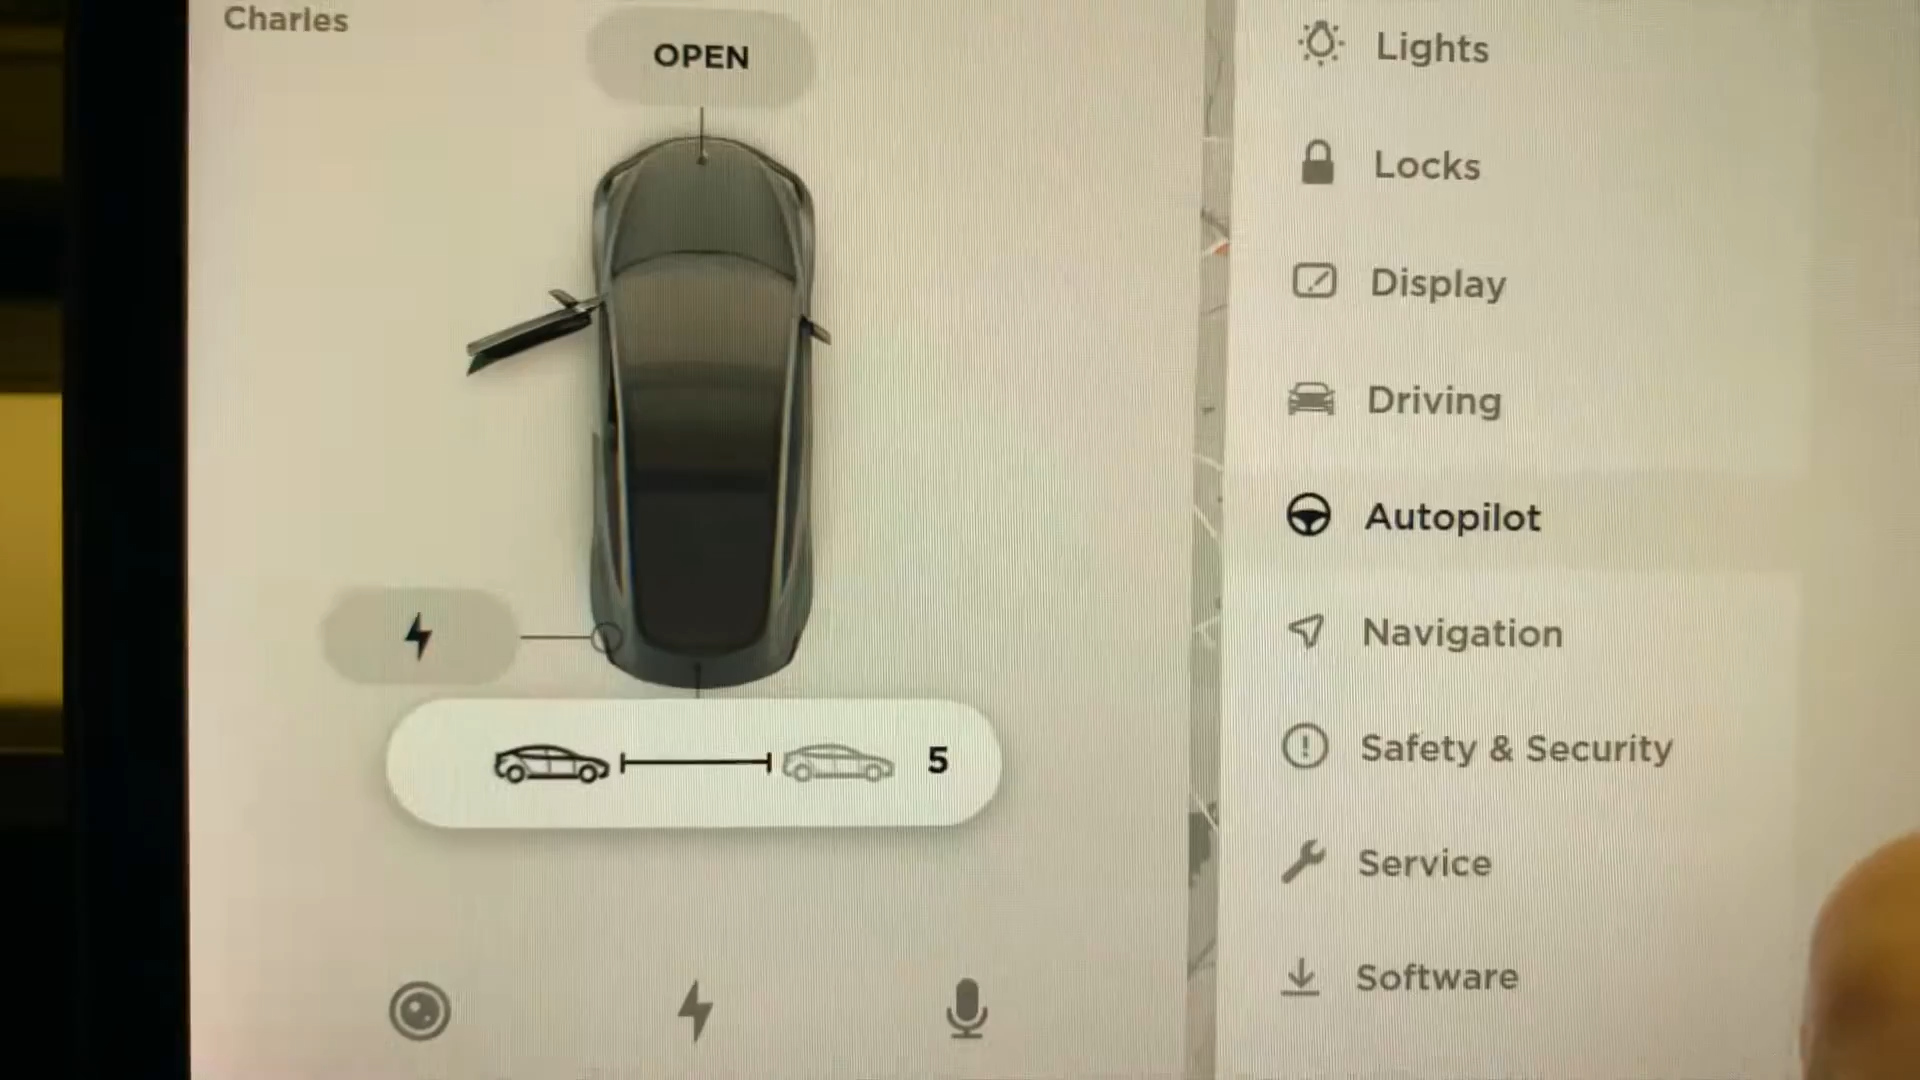 Charles
OPEN
5
Lights
Locks
Display
Driving
Autopilot
Navigation
Safety & Security
Service
Software